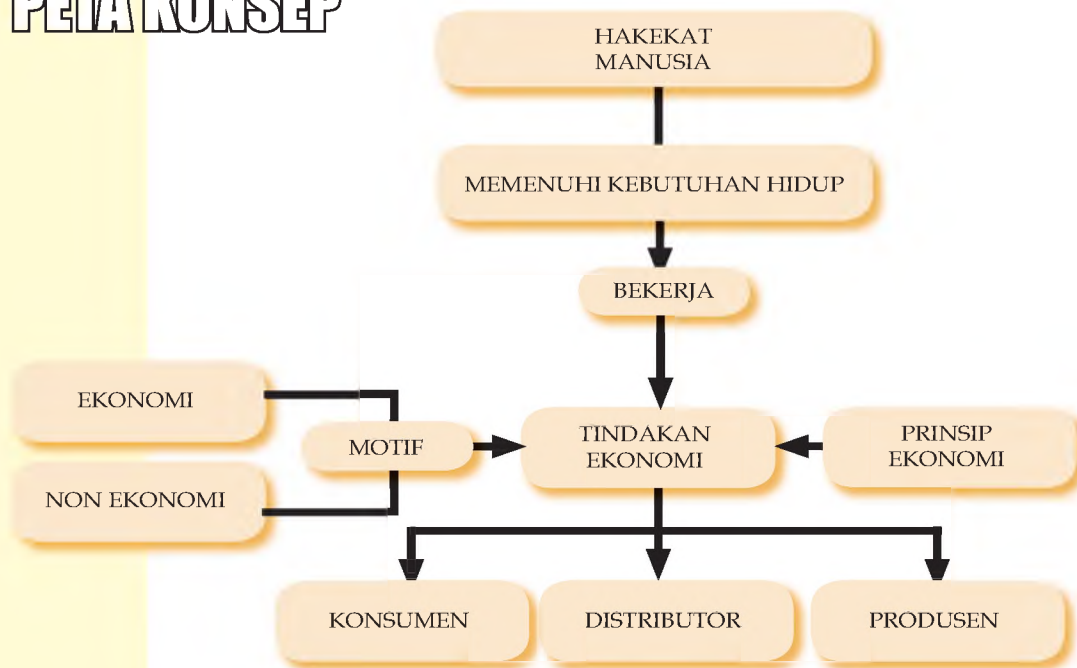 PETA KONSEP
HAKEKAT
MANUSIA
MEMENUHI KEBUTUHAN HIDUP
BEKERJA
EKONOMI
MOTIF
NON EKONOMI
TINDAKAN
EKONOMI
PRINSIP
EKONOMI
KONSUMEN
DISTRIBUTOR
PRODUSEN